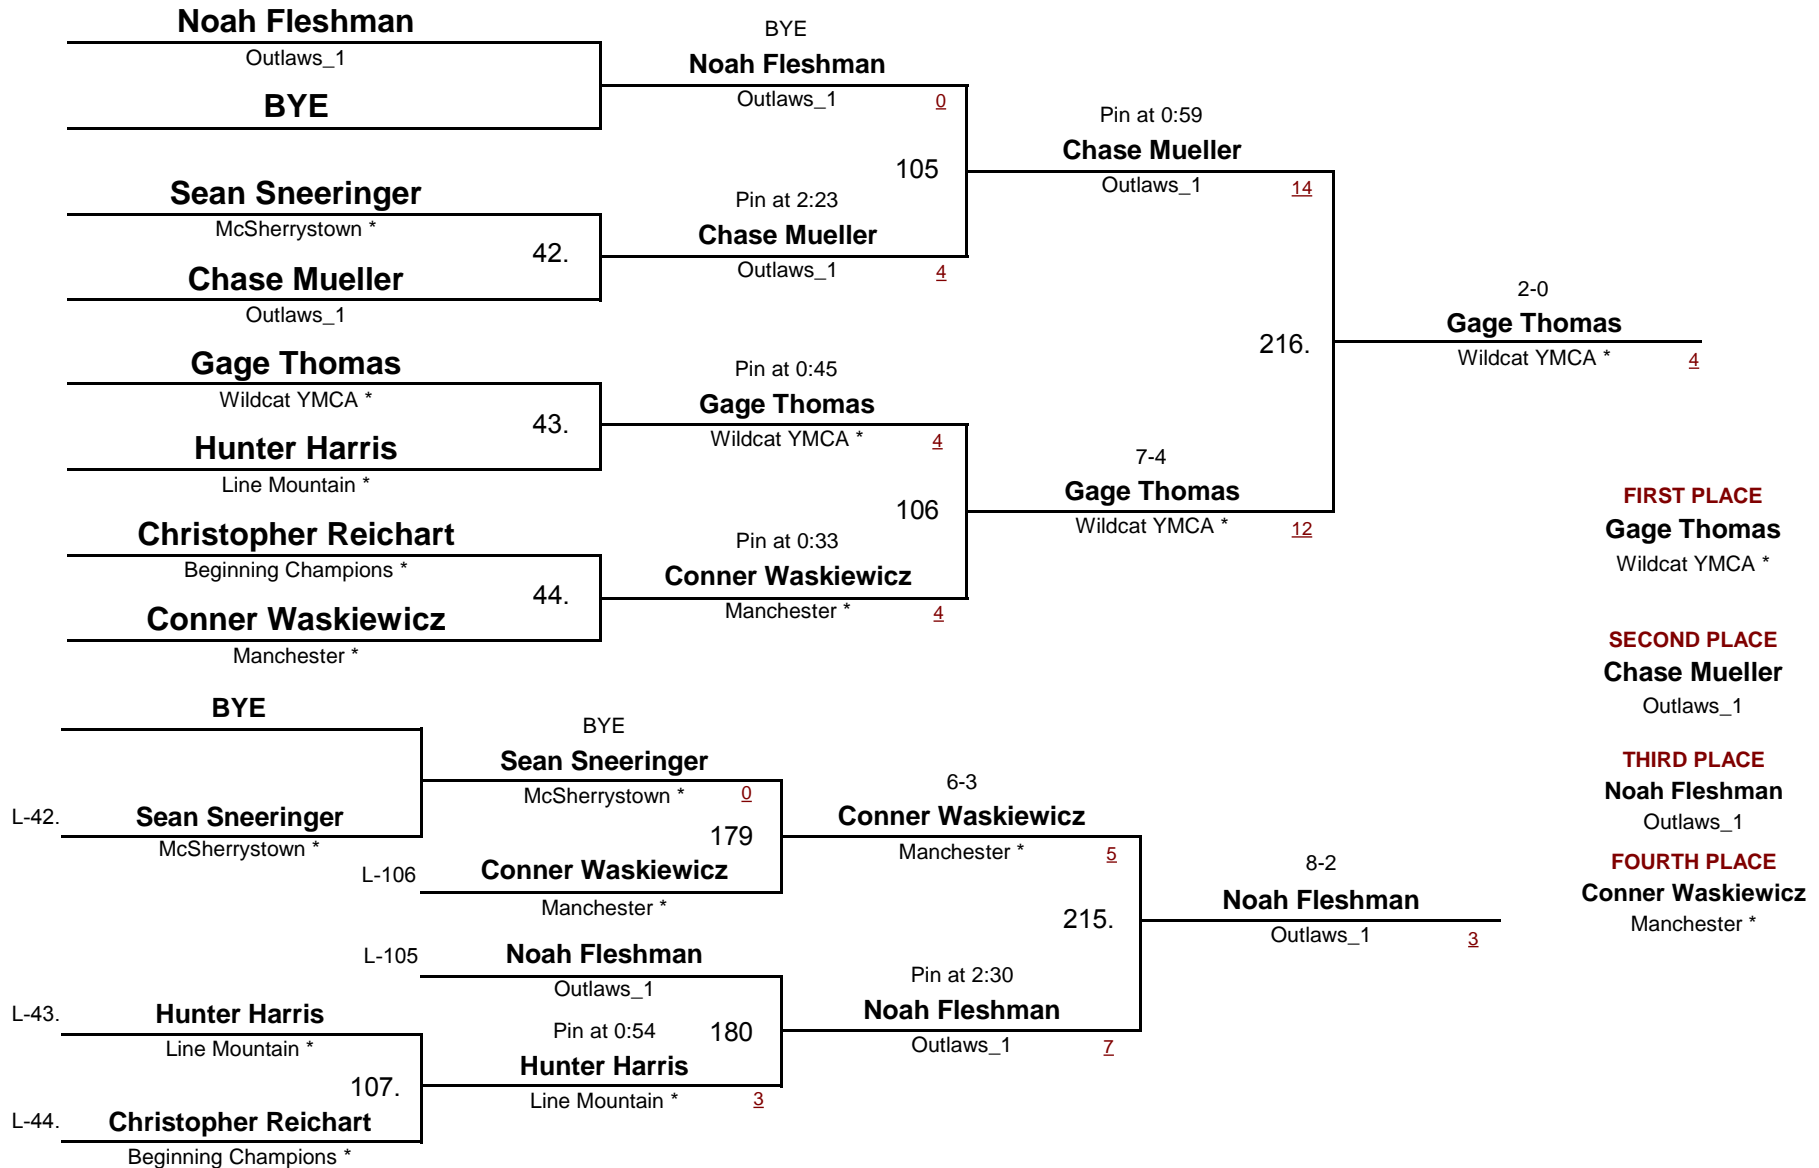 Noah Fleshman
Outlaws_1
BYE
Sean Sneeringer
McSherrystown *
42.
Chase Mueller
Outlaws_1
Gage Thomas
Wildcat YMCA *
43.
Hunter Harris
Line Mountain *
Christopher Reichart
Beginning Champions *
44.
Conner Waskiewicz
Manchester *
BYE
Noah Fleshman
Outlaws_1 0
105
Pin at 2:23
Chase Mueller
Outlaws_1 4
Pin at 0:45
Gage Thomas
Wildcat YMCA * 4
106
Pin at 0:33
Conner Waskiewicz
Manchester * 4
Pin at 0:59
Chase Mueller
Outlaws_1 14
216.
7-4
Gage Thomas
Wildcat YMCA * 12
2-0
Gage Thomas
Wildcat YMCA * 4
FIRST PLACE
Gage Thomas
Wildcat YMCA *
SECOND PLACE
Chase Mueller
Outlaws_1
THIRD PLACE
Noah Fleshman
Outlaws_1
FOURTH PLACE
Conner Waskiewicz
Manchester *
BYE
L-42. Sean Sneeringer
McSherrystown *
L-43. Hunter Harris
Line Mountain *
107.
L-44. Christopher Reichart
Beginning Champions *
BYE
Sean Sneeringer
McSherrystown * 0
179
L-106 Conner Waskiewicz
Manchester *
L-105 Noah Fleshman
Outlaws_1
Pin at 0:54 180
Hunter Harris
Line Mountain * 3
6-3
Conner Waskiewicz
Manchester * 5
215.
Pin at 2:30
Noah Fleshman
Outlaws_1 7
8-2
Noah Fleshman
Outlaws_1 3